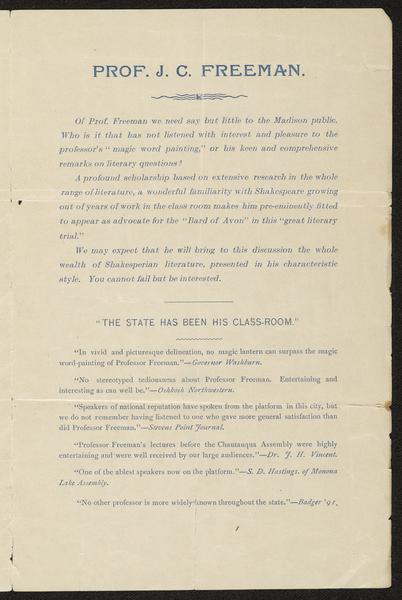 PROF. J. C. FREEMAN.
Of Prof. Freeman we need say but little to the Madison public.
Who is it that has not listened with interest and pleasure to the
professor's "magic word painting," or his keen and comprehensive
remarks on literary questions?
A profound scholarship based on extensive research in the whole
range of literature, a wonderful familiarity with Shakespeare growing
out of years of work in the class room makes him pre-eminently fitted
to appear as advocate for the "Bard of Avon" in this "great literary
trial."
We may expect that he will bring to this discussion the whole
wealth of Shakesperian literature, presented in his characteristic
style. You cannot fail but be interested.
"THE STATE HAS BEEN HIS CLASS-ROOM."
"In vivid and picturesque delineation, no magic lantern can surpass the magic
word-painting of Professor Freeman."—Governor Washburn.
"No stereotyped tediousness about Professor Freeman. Entertaining and
interesting as can well be."—Oshkosh Northwestern.
"Speakers of national reputation have spoken from the platform in this city, but
we do not remember having listened to one who gave more general satisfaction than
did Professor Freeman."—Stevens Point Journal.
"Professor Freeman's lectures before the Chautauqua Assembly were highly
entertaining and were well received by our large audiences."—Dr. J. H. Vincent.
"One of the ablest speakers now on the platform."—S. D. Hastings, of Monona
Lake Assembly.
"No other professor is more widely known throughout the state."—Badger '91.